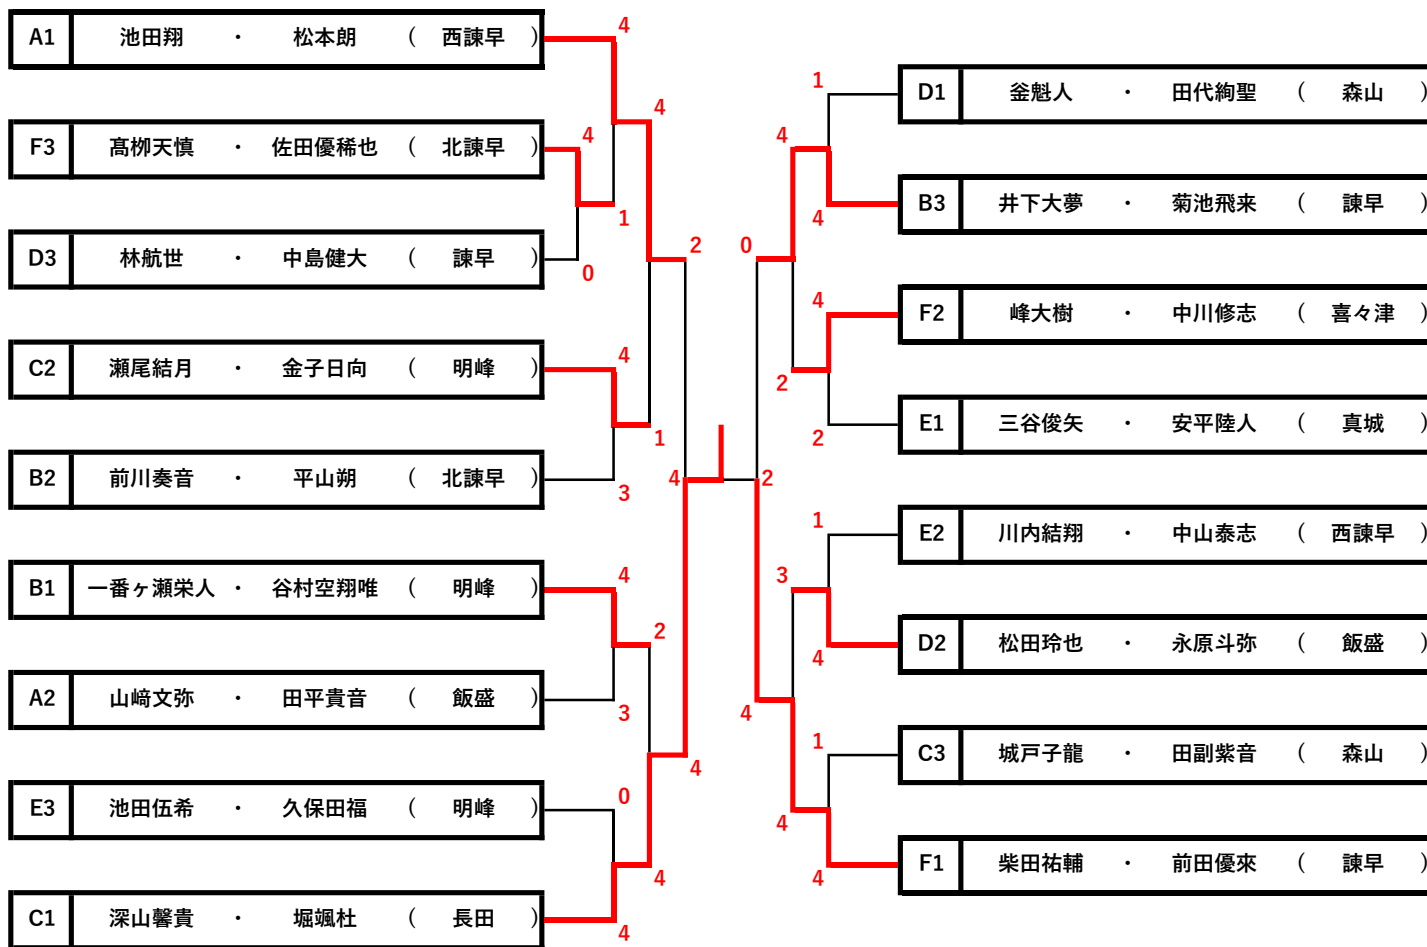 A1 池田翔 ・ 松本朗 ( 西諫早 )
F3 髙栁天慎 ・ 佐田優稀也 ( 北諫早 )
D3 林航世 ・ 中島健大 ( 諫早 )
C2 瀬尾結月 ・ 金子日向 ( 明峰 )
B2 前川奏音 ・ 平山朔 ( 北諫早 )
B1 一番ヶ瀬栄人 ・ 谷村空翔唯 ( 明峰 )
A2 山﨑文弥 ・ 田平貴音 ( 飯盛 )
E3 池田伍希 ・ 久保田福 ( 明峰 )
C1 深山馨貴 ・ 堀颯杜 ( 長田 )
4
4
4
1
0
2
4
1
3
4
4
2
3
0
4
4
4
0
2
4
1
4
4
4
2
2
1
3
4
1
4
4
D1 釜魁人 ・ 田代絢聖 ( 森山 )
B3 井下大夢 ・ 菊池飛来 ( 諫早 )
F2 峰大樹 ・ 中川修志 ( 喜々津 )
E1 三谷俊矢 ・ 安平陸人 ( 真城 )
E2 川内結翔 ・ 中山泰志 ( 西諫早 )
D2 松田玲也 ・ 永原斗弥 ( 飯盛 )
C3 城戸子龍 ・ 田副紫音 ( 森山 )
F1 柴田祐輔 ・ 前田優來 ( 諫早 )